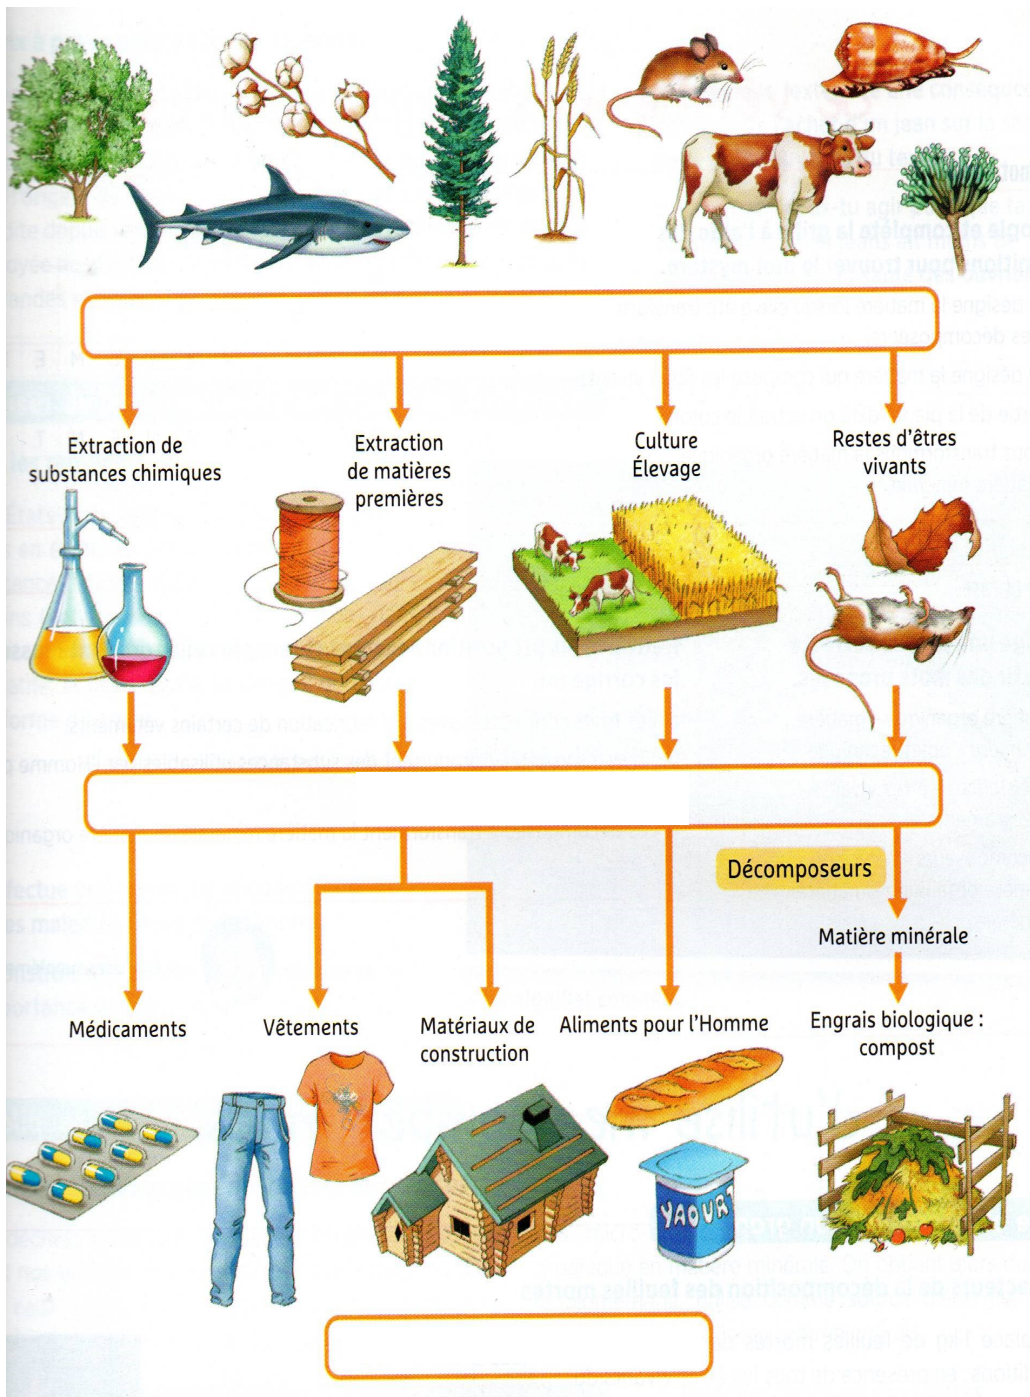 Extraction de
substances chimiques
Extraction
de matières
premières
Culture
Élevage
Restes d'êtres
vivants
Décomposeurs
Matière minérale
Médicaments
Vêtements
Matériaux de
construction
Aliments pour l'Homme
Engrais biologique :
compost
YAOURT